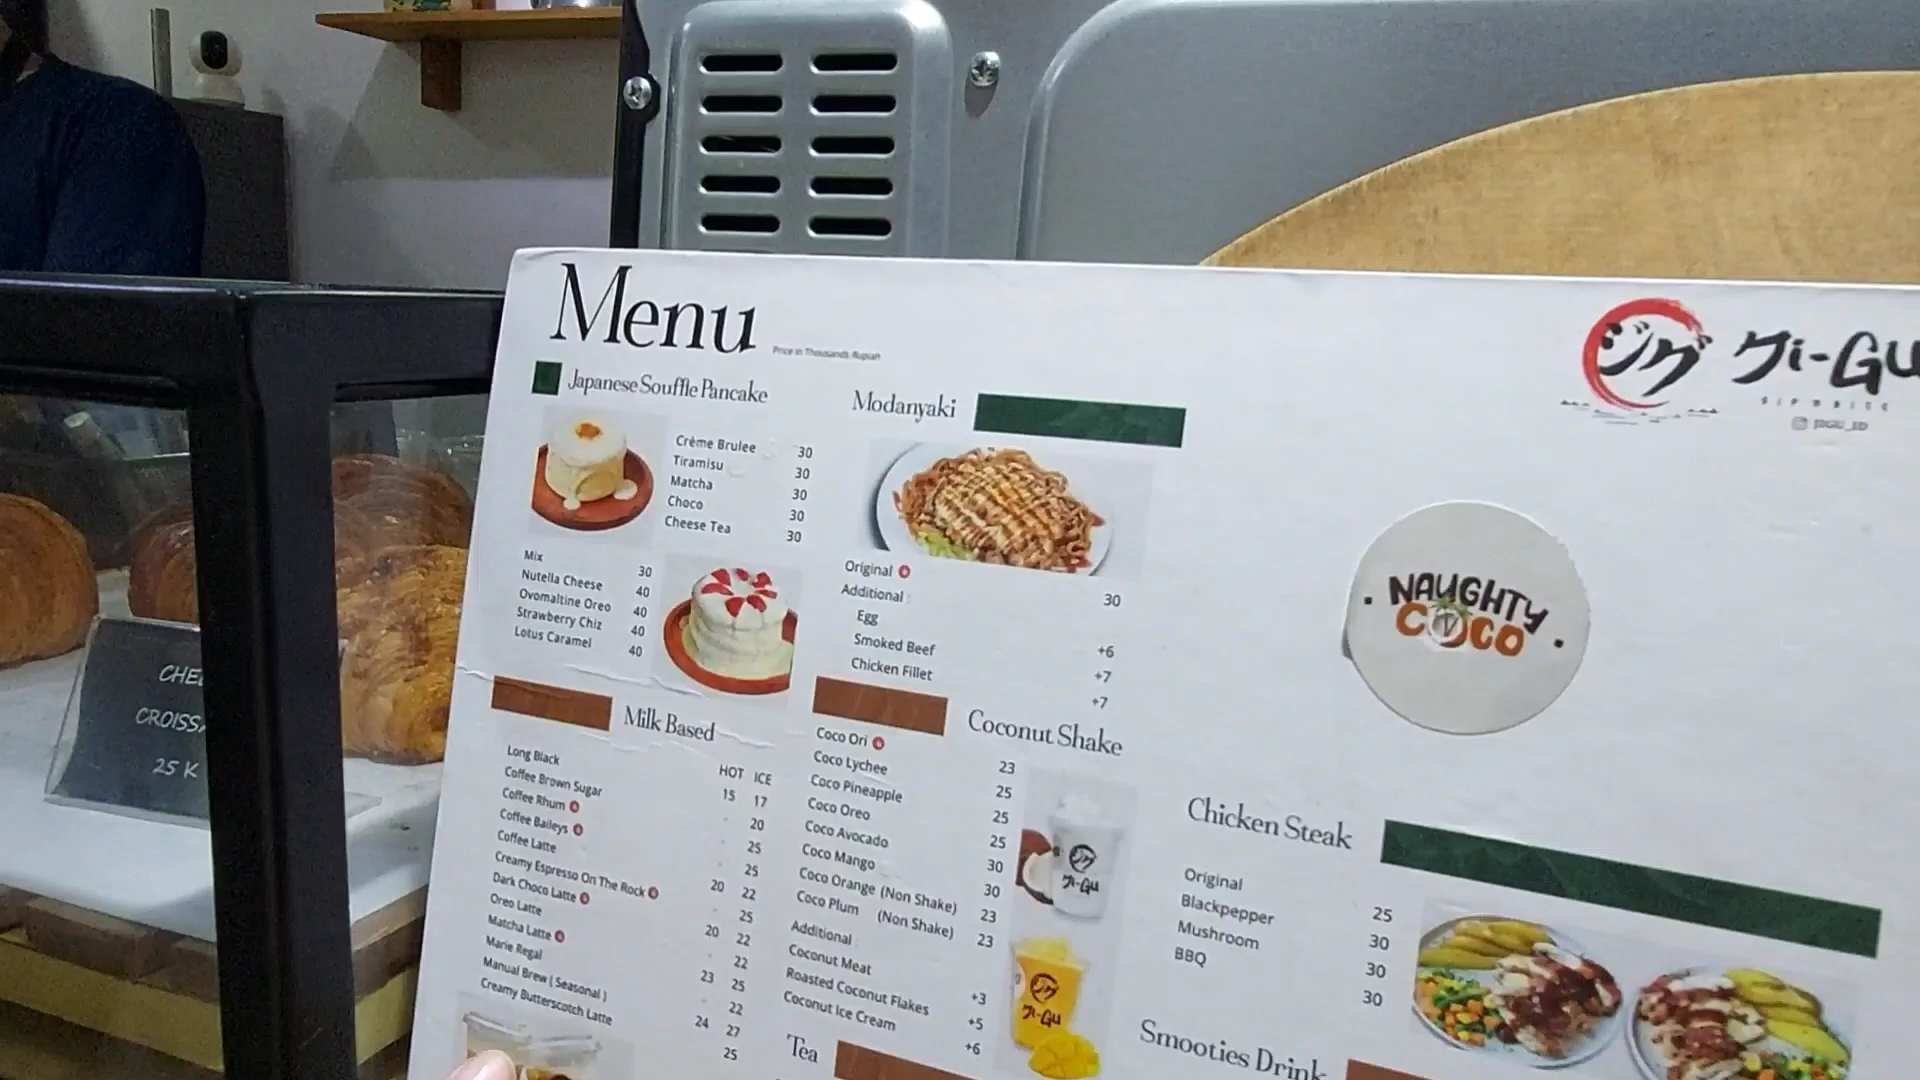 Menu
Price in Thousands Rupiah
Japanese Souffle Pancake
Crème Brulee 30
Tiramisu 30
Matcha 30
Choco 30
Cheese Tea 30
Mix 30
Nutella Cheese 40
Ovomaltine Oreo 40
Strawberry Chiz 40
Lotus Caramel 40
Modanyaki
Original 30
Additional :
Egg +6
Smoked Beef +7
Chicken Fillet +7
Milk Based
HOT ICE
Long Black 15 17
Coffee Brown Sugar - 20
Coffee Rhum - 25
Coffee Baileys - 25
Coffee Latte 20 22
Creamy Espresso On The Rock - 25
Dark Choco Latte 20 22
Oreo Latte - 22
Matcha Latte 23 25
Marie Regal - 22
Manual Brew ( Seasonal ) 24 27
Creamy Butterscotch Latte 25
Coconut Shake
Coco Ori 23
Coco Lychee 25
Coco Pineapple 25
Coco Oreo 25
Coco Avocado 30
Coco Mango 30
Coco Orange (Non Shake) 23
Coco Plum (Non Shake) 23
Additional :
Coconut Meat +3
Roasted Coconut Flakes +5
Coconut Ice Cream +6
Tea
ジグ
Ji-Gu
ジグ
Ji-Gu
ジグ Ji-Gu
SIP N BITE
JIGU_ID
NAUGHTY
COCO
Chicken Steak
Original 25
Blackpepper 30
Mushroom 30
BBQ 30
Smooties Drink
CROISS
25 K